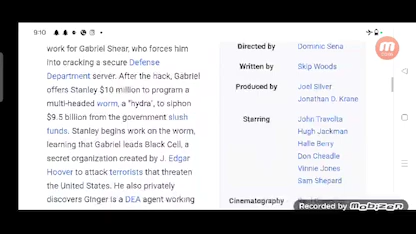 9:10
work for Gabriel Shear, who forces him
into cracking a secure Defense
Department server. After the hack, Gabriel
offers Stanley $10 million to program a
multi-headed worm, a "hydra', to siphon
$9.5 billion from the government slush
funds. Stanley begins work on the worm,
learning that Gabriel leads Black Cell, a
secret organization created by J. Edgar
Hoover to attack terrorists that threaten
the United States. He also privately
discovers Ginger is a DEA agent working
Directed by Dominic Sena
Written by Skip Woods
Produced by Joel Silver
Jonathan D. Krane
Starring John Travolta
Hugh Jackman
Halle Berry
Don Cheadle
Vinnie Jones
Sam Shepard
Cinematography
Recorded by Mobizen